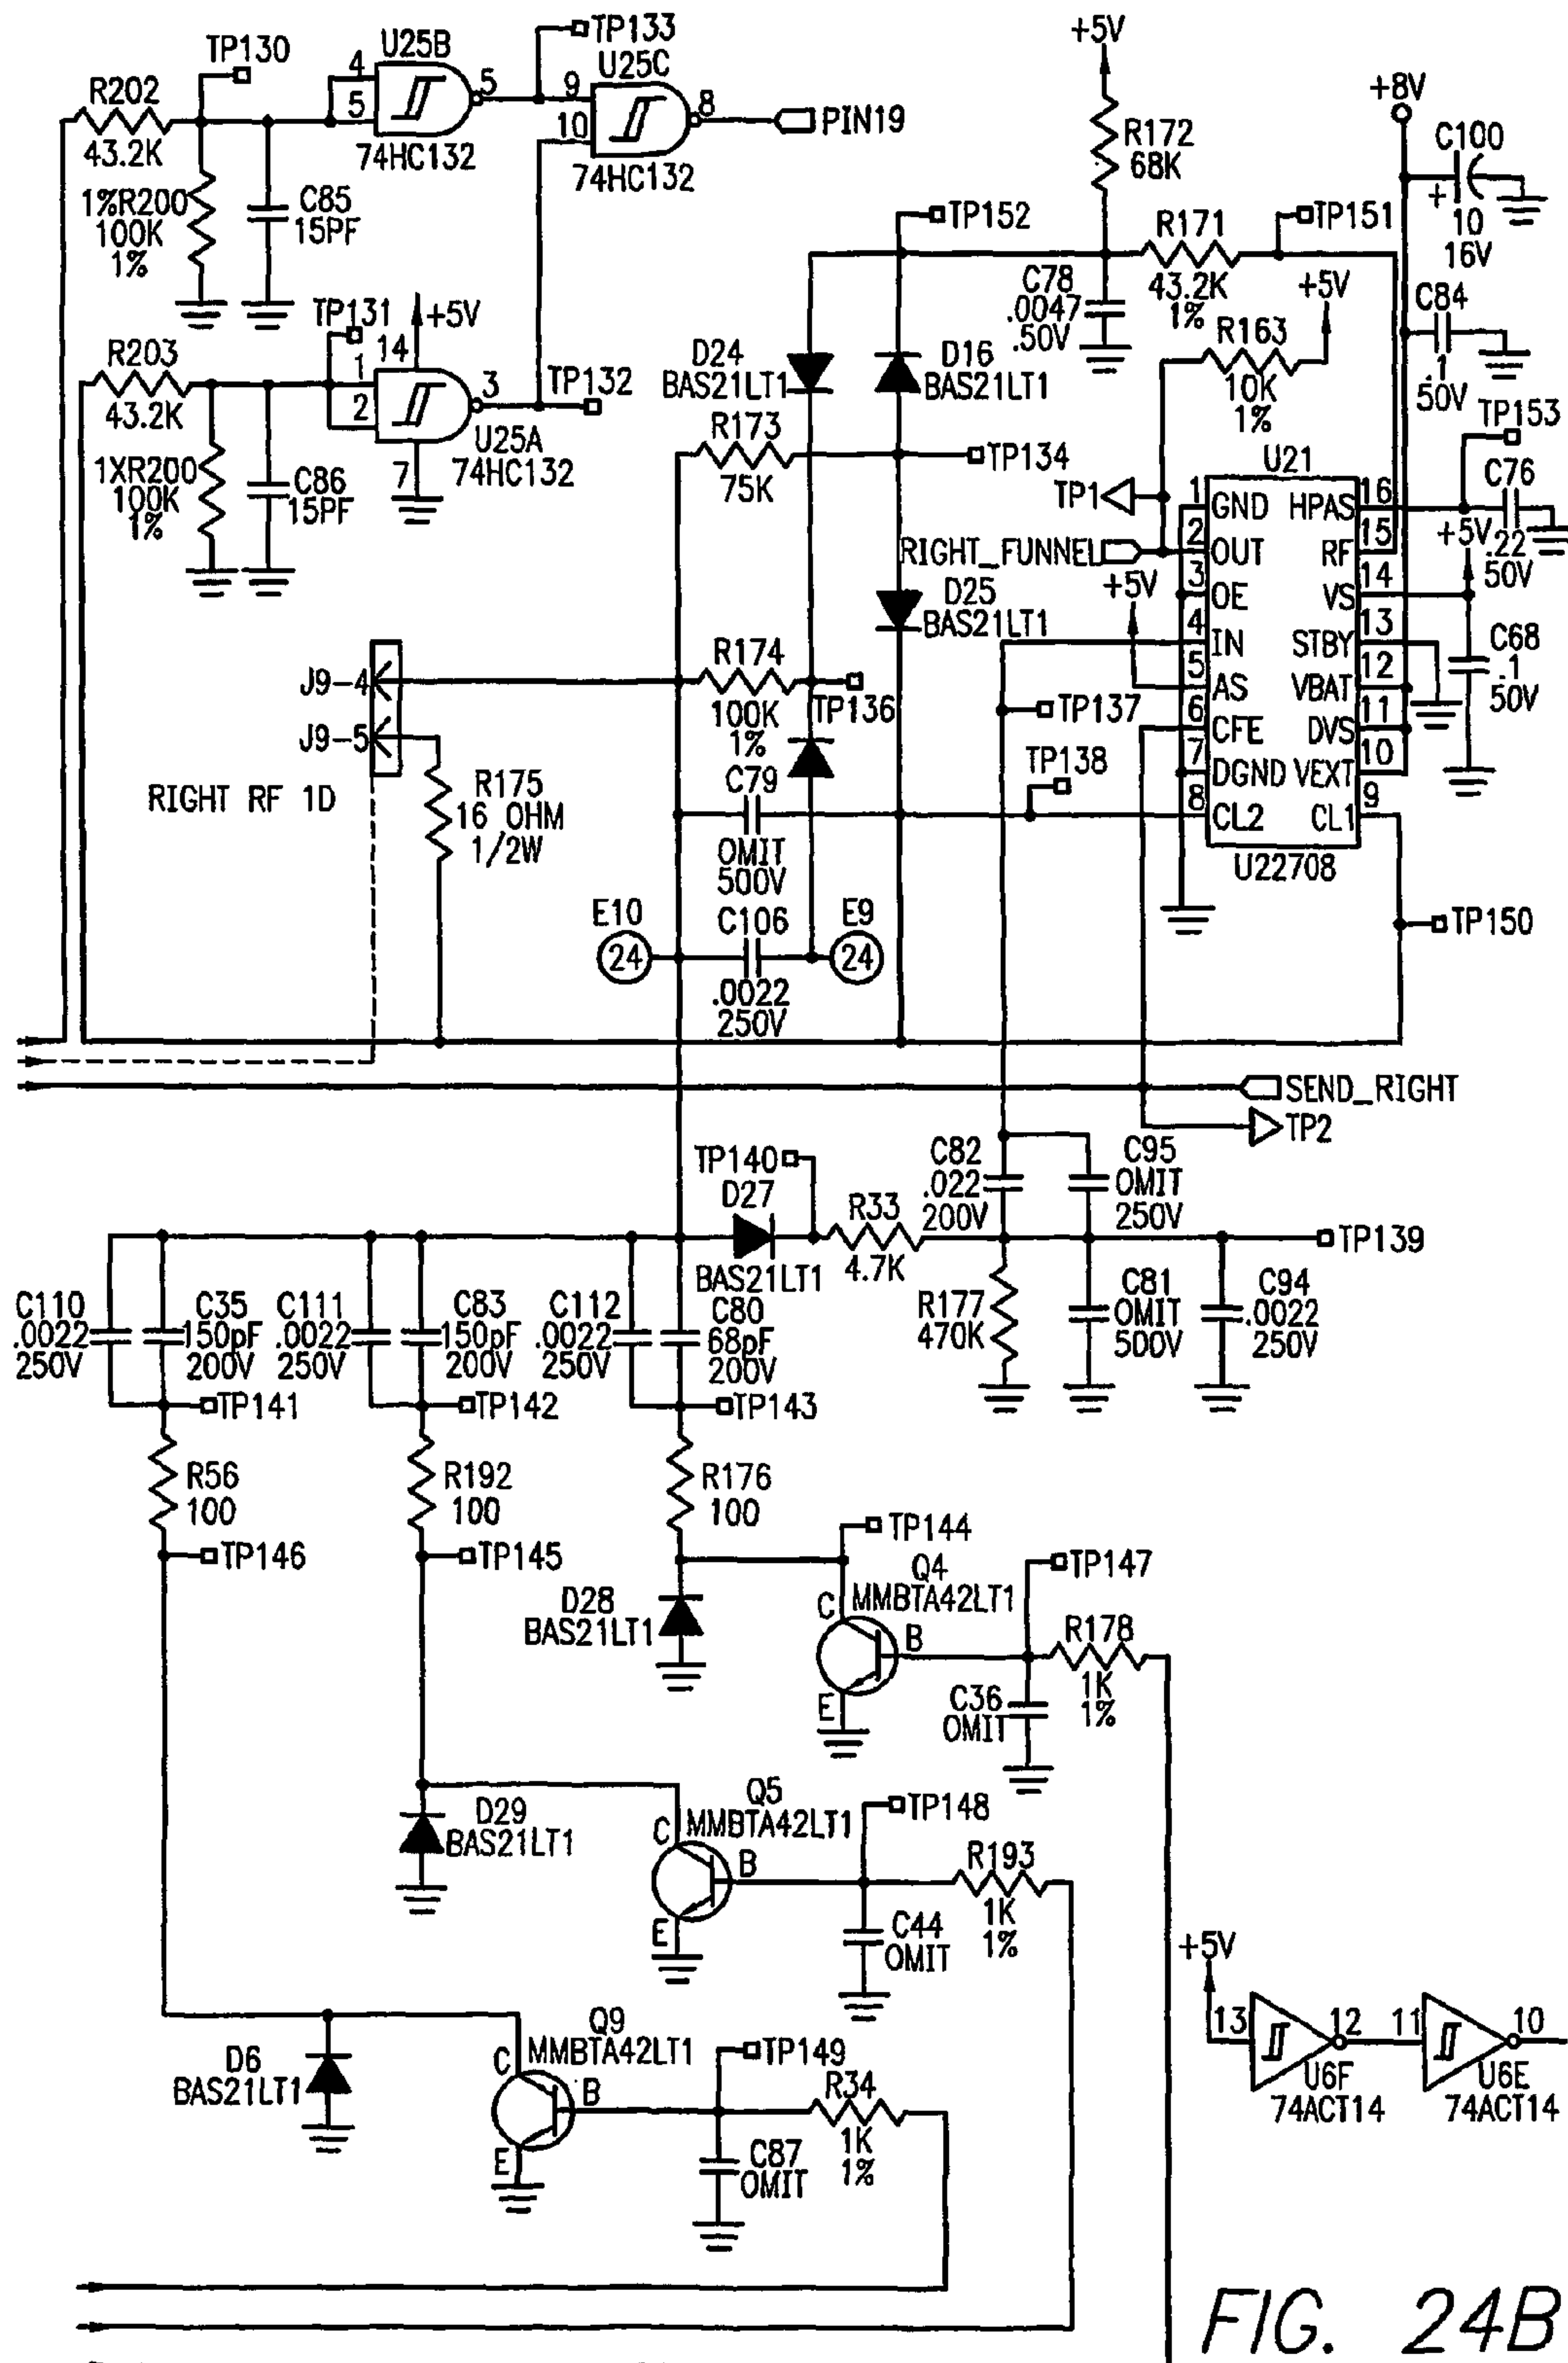 TP130
R202
43.2K
1%R200
100K
1%
C85
15PF
U25B
4
5
5
74HC132
TP133
U25C
9
10
8
74HC132
PIN19
R203
43.2K
1XR200
100K
1%
C86
15PF
TP131
14
+5V
1
2
3
7
U25A
74HC132
TP132
+5V
R172
68K
TP152
R171
43.2K
1%
TP151
C78
.0047
.50V
+8V
C100
+
10
16V
C84
.1
50V
+5V
R163
10K
1%
D24
BAS21LT1
D16
BAS21LT1
R173
75K
TP134
TP1
RIGHT_FUNNEL
+5V
D25
BAS21LT1
U21
1
GND
2
OUT
3
OE
4
IN
5
AS
6
CFE
7
DGND
8
CL2
HPAS
16
RF
15
VS
14
STBY
13
VBAT
12
DVS
11
VEXT
10
CL1
9
U22708
TP153
C76
.22
50V
+5V
C68
.1
50V
J9-4
J9-5
RIGHT RF 1D
R175
16 OHM
1/2W
R174
100K
1%
TP136
TP137
TP138
C79
OMIT
500V
E10
24
C106
.0022
250V
E9
24
TP150
SEND_RIGHT
TP2
TP140
D27
BAS21LT1
R33
4.7K
C82
.022
200V
C95
OMIT
250V
TP139
R177
470K
C81
OMIT
500V
C94
.0022
250V
C110
.0022
250V
C35
150pF
200V
C111
.0022
250V
C83
150pF
200V
C112
.0022
250V
C80
68pF
200V
TP141
TP142
TP143
R56
100
R192
100
R176
100
TP146
TP145
TP144
D28
BAS21LT1
Q4
MMBTA42LT1
C
B
E
TP147
R178
1K
1%
C36
OMIT
D29
BAS21LT1
Q5
MMBTA42LT1
C
B
E
TP148
R193
1K
1%
C44
OMIT
D6
BAS21LT1
Q9
MMBTA42LT1
C
B
E
TP149
R34
1K
1%
C87
OMIT
+5V
13
12
U6F
74ACT14
11
10
U6E
74ACT14
FIG. 24B